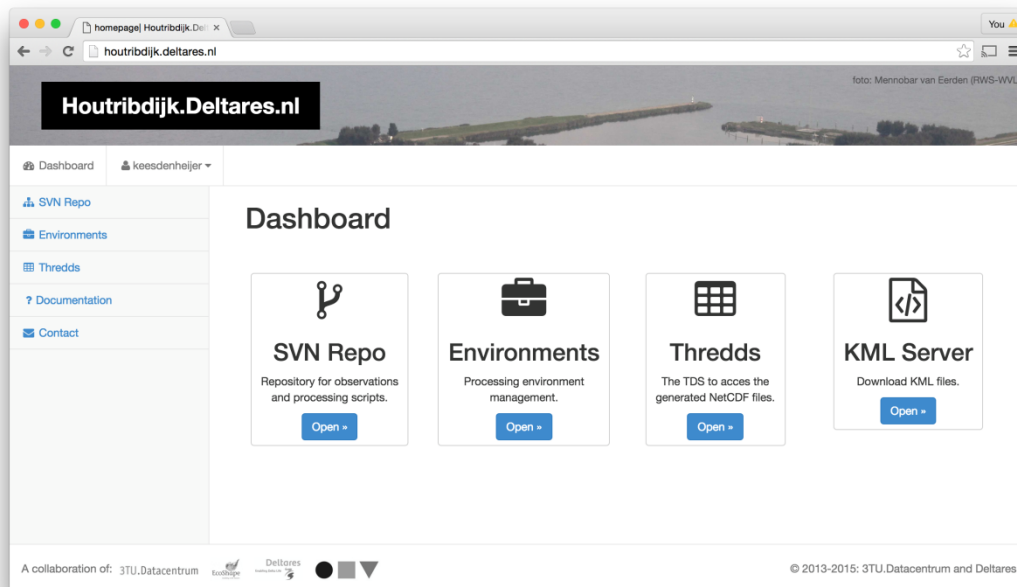 homepage| Houtribdijk.Del
You
houtribdijk.deltares.nl
foto: Mennobar van Eerden (RWS-WVL
Houtribdijk.Deltares.nl
Dashboard
keesdenheijer
SVN Repo
Environments
Thredds
? Documentation
Contact
Dashboard
SVN Repo
Repository for observations
and processing scripts.
Open »
Environments
Processing environment
management.
Open »
Thredds
The TDS to acces the
generated NetCDF files.
Open »
KML Server
Download KML files.
Open »
A collaboration of:
3TU.Datacentrum
EcoShape
Deltares
© 2013-2015: 3TU.Datacentrum and Deltares